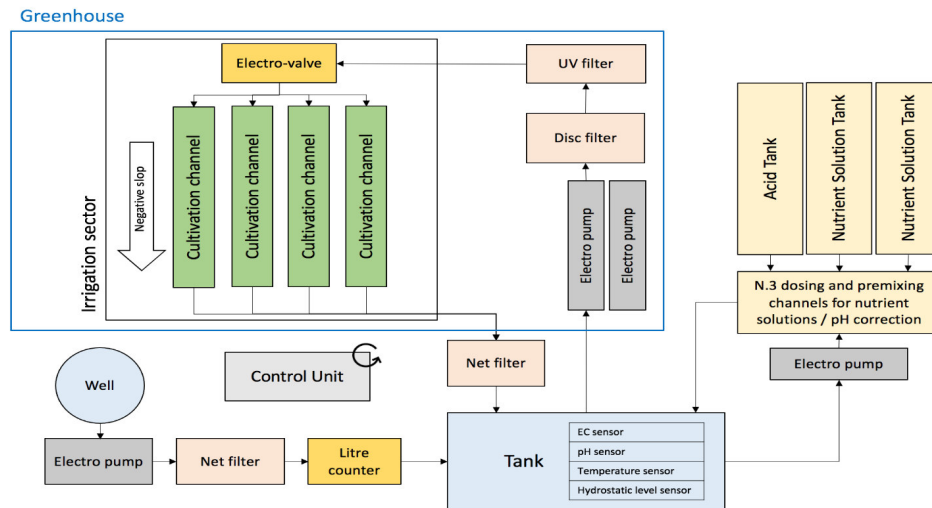 Greenhouse
Electro-valve
UV filter
Disc filter
Negative slop
Irrigation sector
Cultivation channel
Cultivation channel
Cultivation channel
Cultivation channel
Electro pump
Electro pump
Acid Tank
Nutrient Solution Tank
Nutrient Solution Tank
N.3 dosing and premixing
channels for nutrient
solutions / pH correction
Electro pump
Well
Control Unit
Net filter
Electro pump
Net filter
Litre
counter
Tank
EC sensor
pH sensor
Temperature sensor
Hydrostatic level sensor